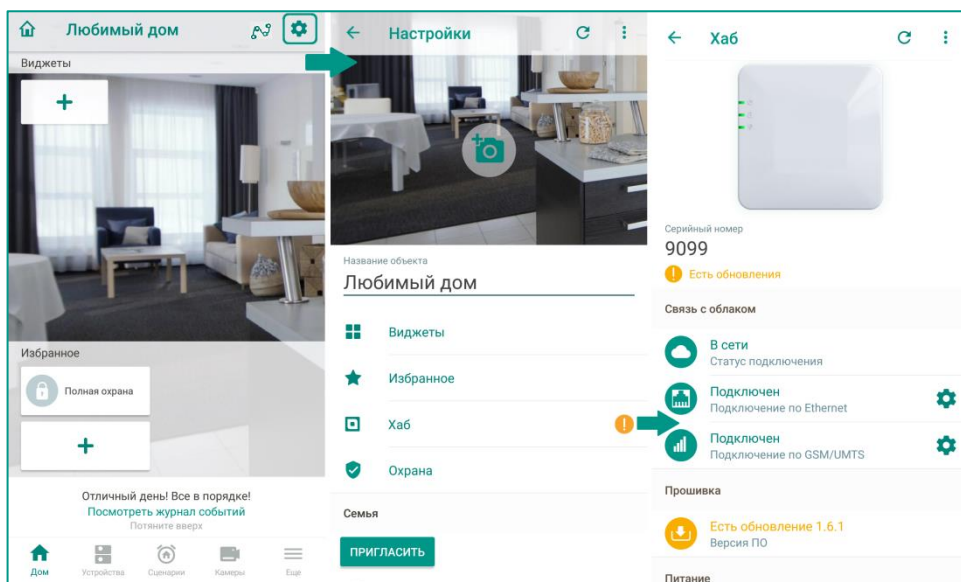 Любимый дом
Виджеты
Избранное
Полная охрана
Отличный день! Все в порядке!
Посмотреть журнал событий
Потяните вверх
Дом
Устройства
Сценарии
Камеры
Еще
Настройки
Название объекта
Любимый дом
Виджеты
Избранное
Хаб
Охрана
Семья
ПРИГЛАСИТЬ
Хаб
Серийный номер
9099
Есть обновления
Связь с облаком
В сети
Статус подключения
Подключен
Подключение по Ethernet
Подключен
Подключение по GSM/UMTS
Прошивка
Есть обновление 1.6.1
Версия ПО
Питание